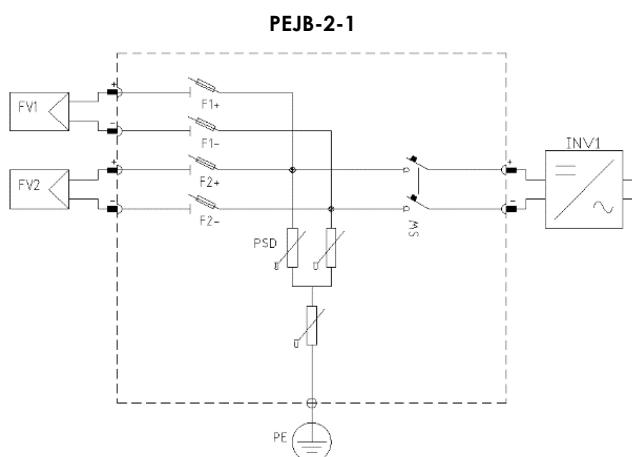 PEJB-2-1
FV1
+
-
F1+
F1-
FV2
+
-
F2+
F2-
PSD
U
U
U
SW
+
-
INV1
PE